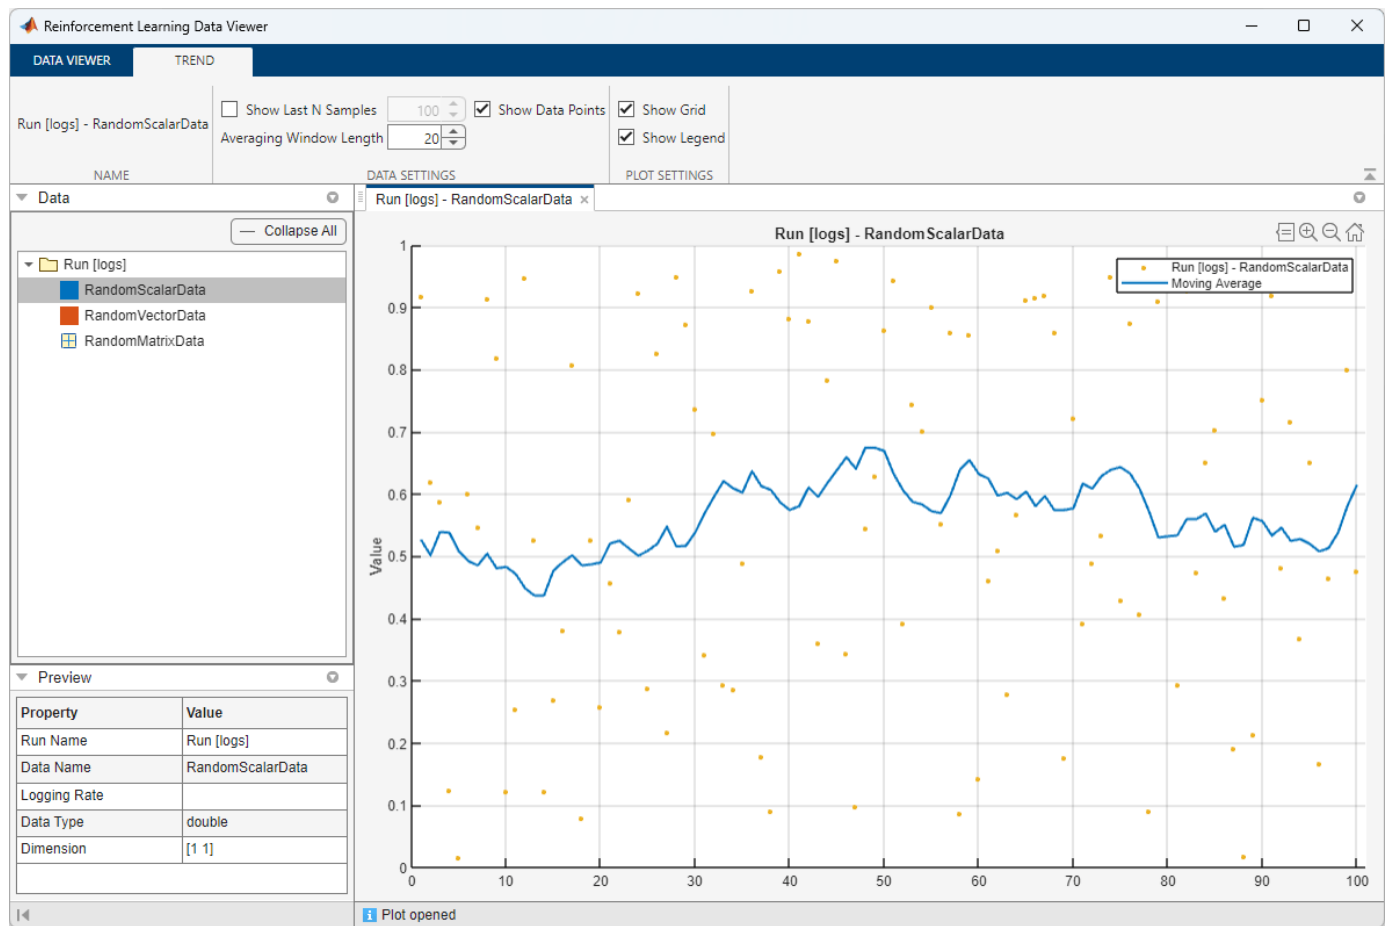 Reinforcement Learning Data Viewer
DATA VIEWER
TREND
Run [logs] - RandomScalarData
NAME
Show Last N Samples 100
Show Data Points
Averaging Window Length 20
DATA SETTINGS
Show Grid
Show Legend
PLOT SETTINGS
Data
Collapse All
Run [logs]
RandomScalarData
RandomVectorData
RandomMatrixData
Preview
Property Value
Run Name Run [logs]
Data Name RandomScalarData
Logging Rate
Data Type double
Dimension [1 1]
Run [logs] - RandomScalarData
Run [logs] - RandomScalarData
Run [logs] - RandomScalarData
Moving Average
1
0.9
0.8
0.7
0.6
0.5
0.4
0.3
0.2
0.1
0
Value
0 10 20 30 40 50 60 70 80 90 100
Plot opened